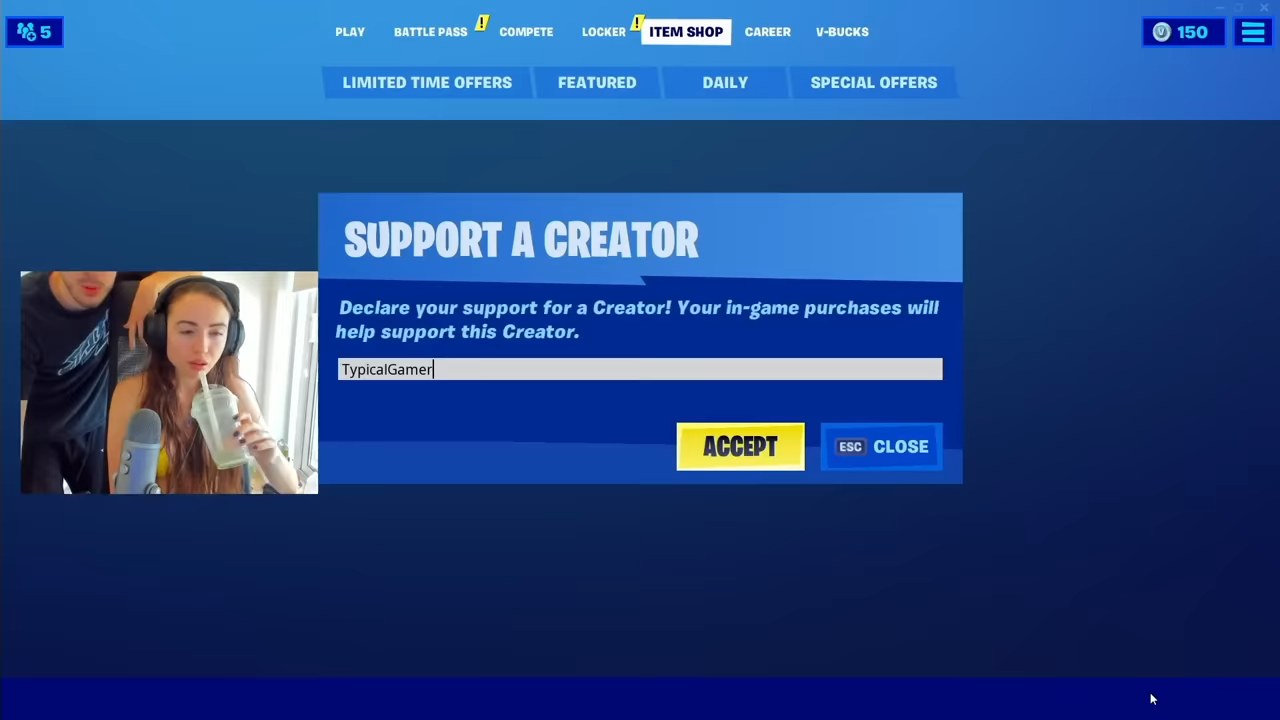 5
PLAY
BATTLE PASS
!
COMPETE
LOCKER
!
ITEM SHOP
CAREER
V-BUCKS
V
150
LIMITED TIME OFFERS
FEATURED
DAILY
SPECIAL OFFERS
SUPPORT A CREATOR
Declare your support for a Creator! Your in-game purchases will
help support this Creator.
TypicalGamer
ACCEPT
ESC CLOSE